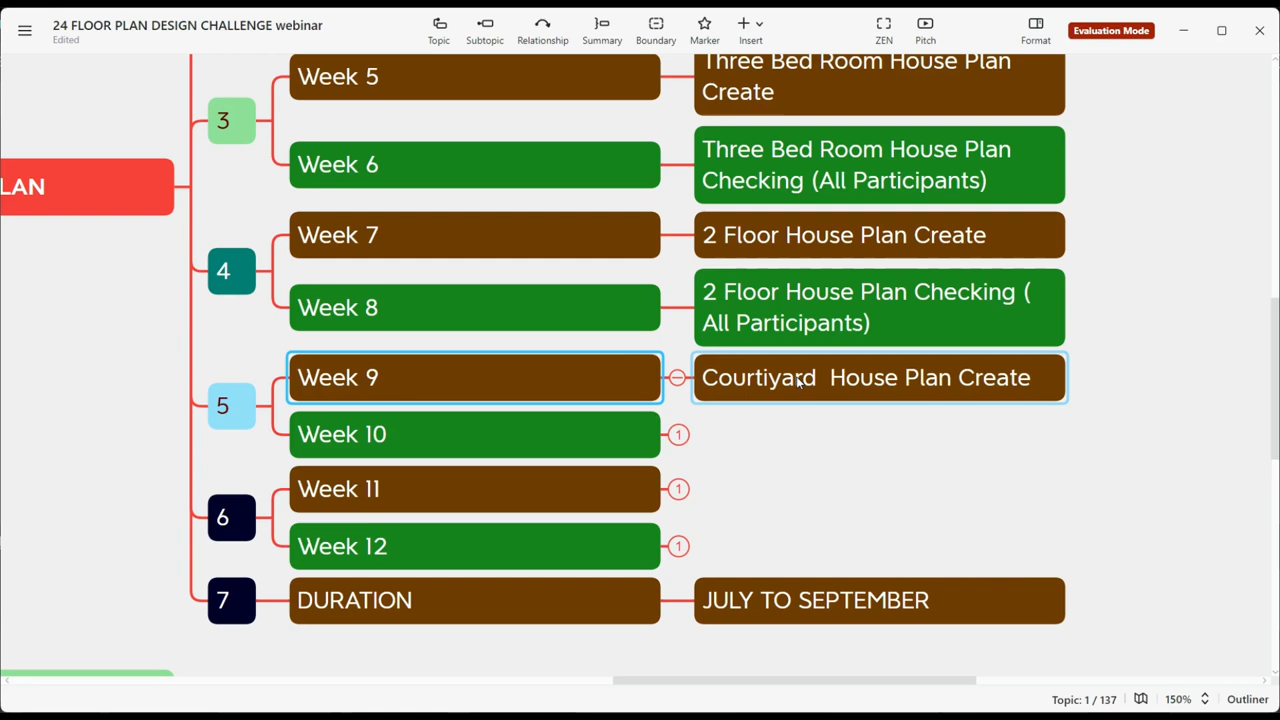 24 FLOOR PLAN DESIGN CHALLENGE webinar
Edited
Topic
Subtopic
Relationship
Summary
Boundary
Marker
Insert
ZEN
Pitch
Format
Evaluation Mode
LAN
3
Week 5
Three Bed Room House Plan
Create
Week 6
Three Bed Room House Plan
Checking (All Participants)
4
Week 7
2 Floor House Plan Create
Week 8
2 Floor House Plan Checking (
All Participants)
5
Week 9
Courtiyard  House Plan Create
Week 10
1
6
Week 11
1
Week 12
1
7
DURATION
JULY TO SEPTEMBER
Topic: 1 / 137
150%
Outliner